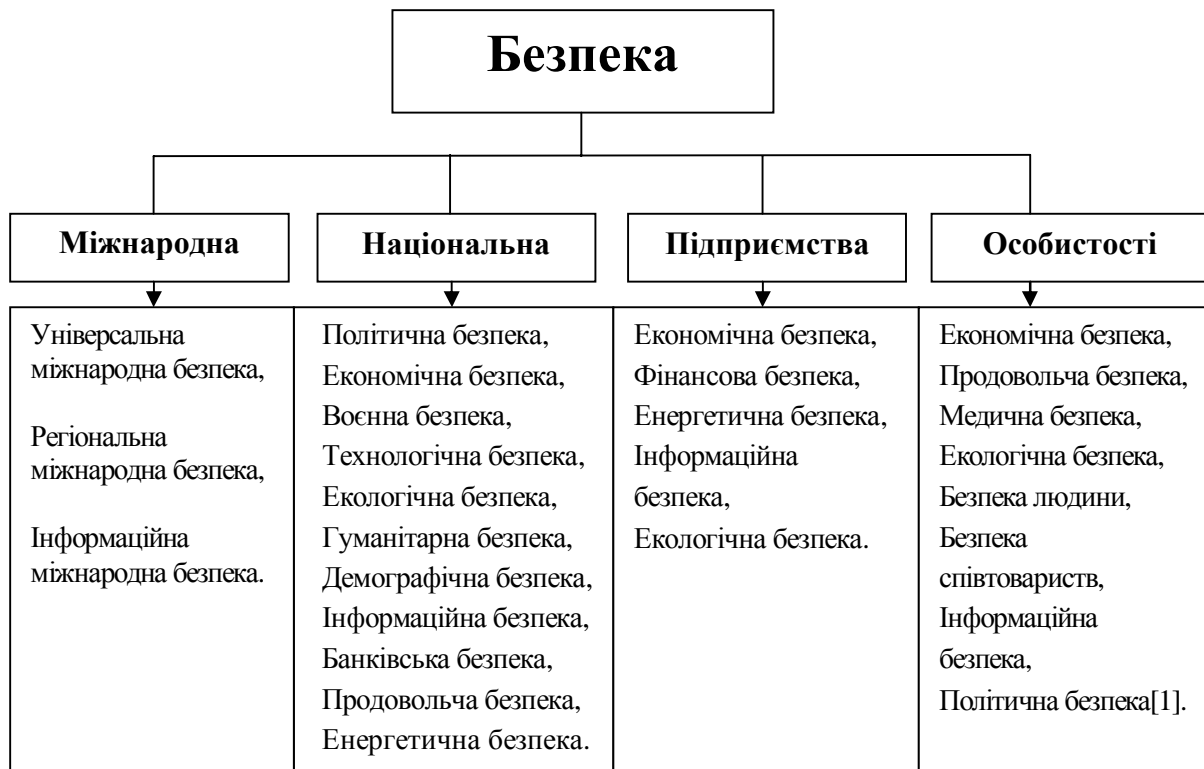 Безпека
Міжнародна
Національна
Підприємства
Особистості
Універсальна
міжнародна безпека,
Регіональна
міжнародна безпека,
Інформаційна
міжнародна безпека.
Політична безпека,
Економічна безпека,
Воєнна безпека,
Технологічна безпека,
Екологічна безпека,
Гуманітарна безпека,
Демографічна безпека,
Інформаційна безпека,
Банківська безпека,
Продовольча безпека,
Енергетична безпека.
Економічна безпека,
Фінансова безпека,
Енергетична безпека,
Інформаційна
безпека,
Екологічна безпека.
Економічна безпека,
Продовольча безпека,
Медична безпека,
Екологічна безпека,
Безпека людини,
Безпека
співтовариств,
Інформаційна
безпека,
Політична безпека[1].